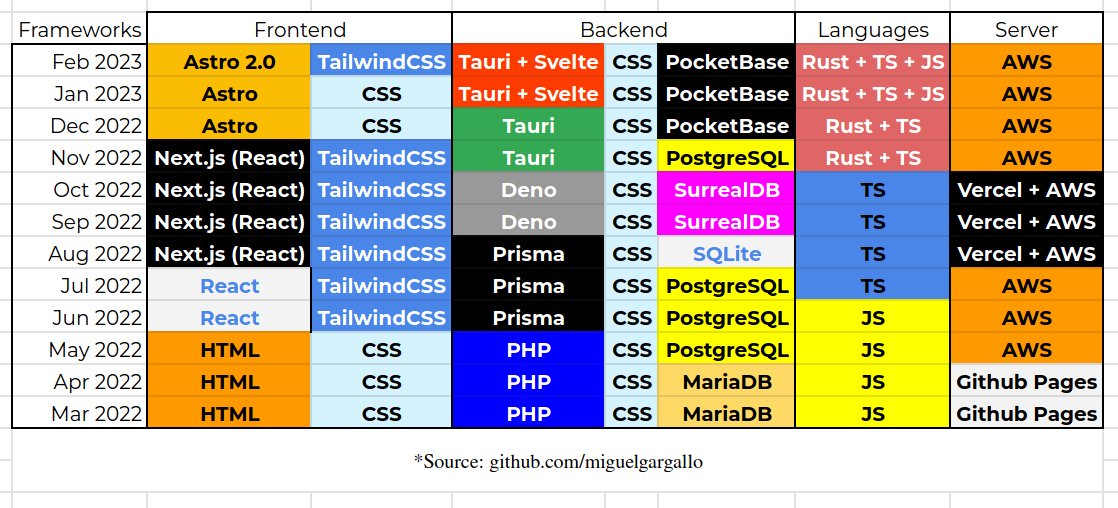 Frameworks Frontend Backend Languages Server
Feb 2023 Astro 2.0 TailwindCSS Tauri + Svelte CSS PocketBase Rust + TS + JS AWS
Jan 2023 Astro CSS Tauri + Svelte CSS PocketBase Rust + TS + JS AWS
Dec 2022 Astro CSS Tauri CSS PocketBase Rust + TS AWS
Nov 2022 Next.js (React) TailwindCSS Tauri CSS PostgreSQL Rust + TS AWS
Oct 2022 Next.js (React) TailwindCSS Deno CSS SurrealDB TS Vercel + AWS
Sep 2022 Next.js (React) TailwindCSS Deno CSS SurrealDB TS Vercel + AWS
Aug 2022 Next.js (React) TailwindCSS Prisma CSS SQLite TS Vercel + AWS
Jul 2022 React TailwindCSS Prisma CSS PostgreSQL TS AWS
Jun 2022 React TailwindCSS Prisma CSS PostgreSQL JS AWS
May 2022 HTML CSS PHP CSS PostgreSQL JS AWS
Apr 2022 HTML CSS PHP CSS MariaDB JS Github Pages
Mar 2022 HTML CSS PHP CSS MariaDB JS Github Pages
*Source: github.com/miguelgargallo